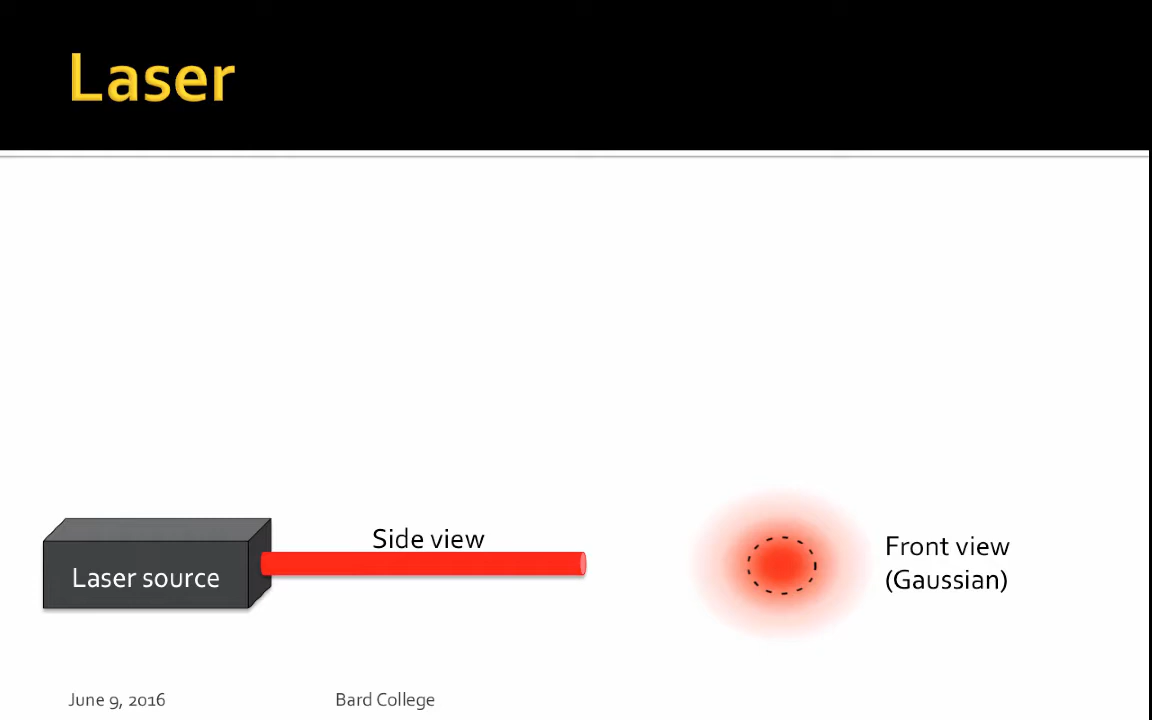 Laser
Side view
Laser source
Front view
(Gaussian)
June 9, 2016
Bard College